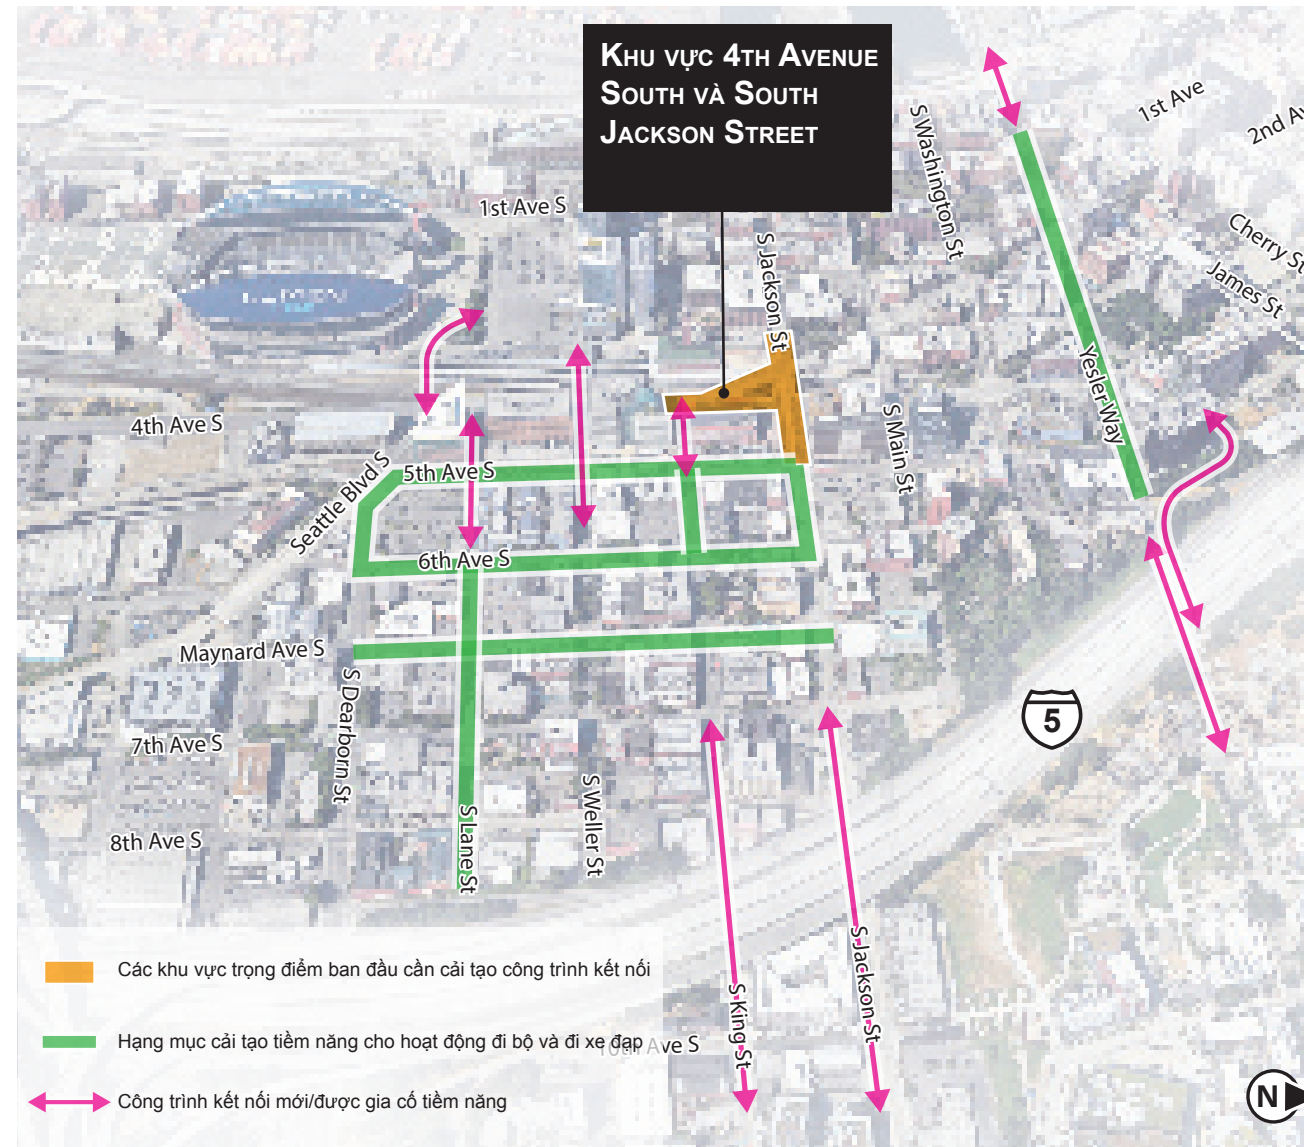 KHU VỰC 4TH AVENUE
SOUTH VÀ SOUTH
JACKSON STREET
1st Ave
2nd Av
S Washington St
1st Ave S
Cherry St
James St
S Jackson St
Yesler Way
4th Ave S
S Main St
Seattle Blvd S
5th Ave S
6th Ave S
Maynard Ave S
S Dearborn St
5
7th Ave S
8th Ave S
S Lane St
S Weller St
S King St
S Jackson St
10th Ave S
Các khu vực trọng điểm ban đầu cần cải tạo công trình kết nối
Hạng mục cải tạo tiềm năng cho hoạt động đi bộ và đi xe đạp
Công trình kết nối mới/được gia cố tiềm năng
N